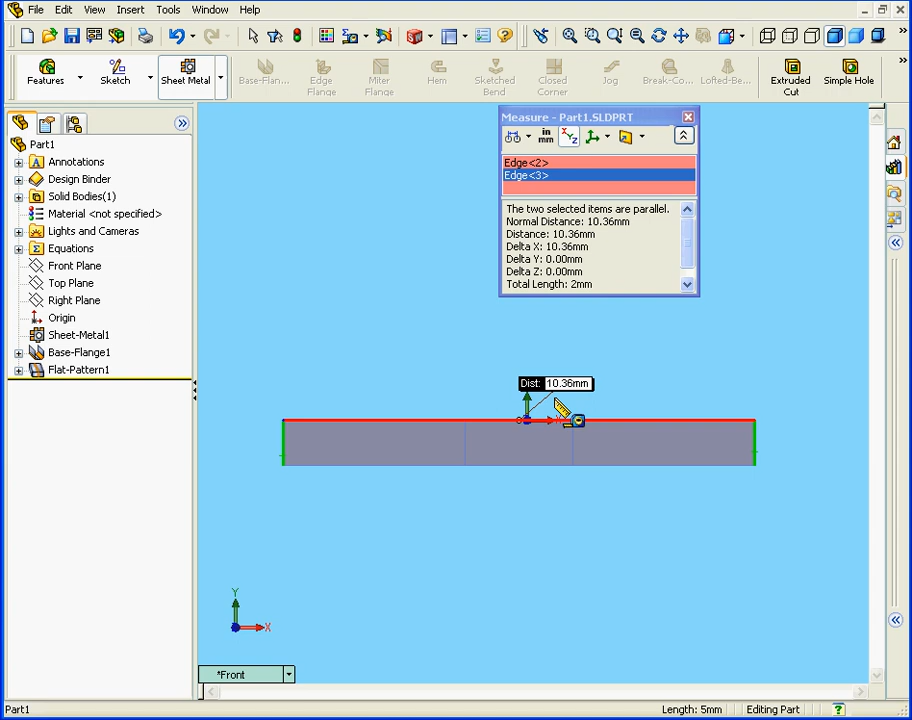 File Edit View Insert Tools Window Help
Features
Sketch
Sheet Metal
Base-Flan...
Edge Flange
Miter Flange
Hem
Sketched Bend
Closed Corner
Jog
Break-Co...
Lofted-Be...
Extruded Cut
Simple Hole
Part1
Annotations
Design Binder
Solid Bodies(1)
Material <not specified>
Lights and Cameras
Equations
Front Plane
Top Plane
Right Plane
Origin
Sheet-Metal1
Base-Flange1
Flat-Pattern1
Measure - Part1.SLDPRT
in mm
XYZ
Edge<2>
Edge<3>
The two selected items are parallel.
Normal Distance: 10.36mm
Distance: 10.36mm
Delta X: 10.36mm
Delta Y: 0.00mm
Delta Z: 0.00mm
Total Length: 2mm
Dist: 10.36mm
Y
X
*Front
Part1
Length: 5mm
Editing Part